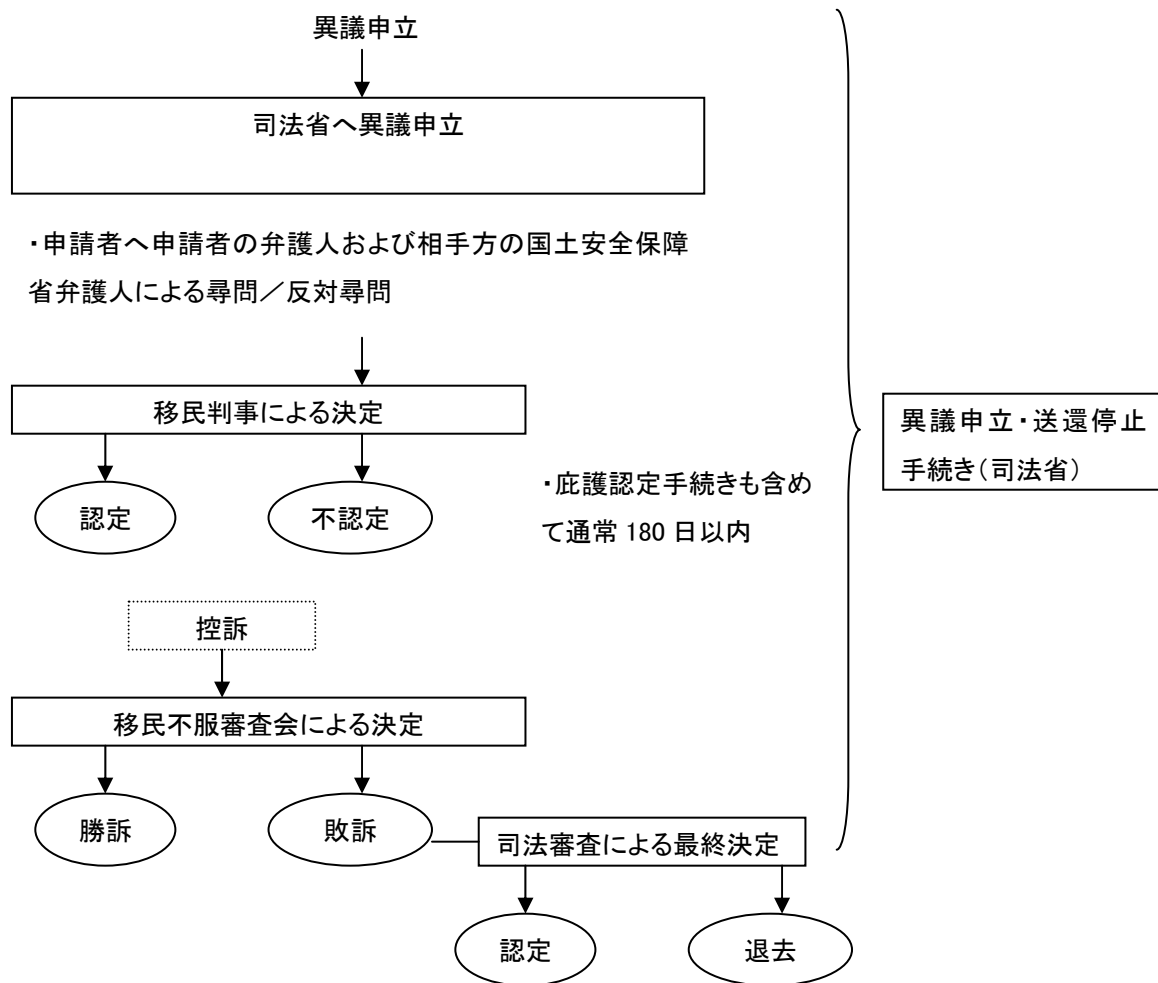 異議申立
司法省へ異議申立
・申請者へ申請者の弁護人および相手方の国土安全保障
省弁護人による尋問／反対尋問
移民判事による決定
認定
不認定
・庇護認定手続きも含め
て通常 180 日以内
異議申立・送還停止
手続き(司法省)
控訴
移民不服審査会による決定
勝訴
敗訴
司法審査による最終決定
認定
退去